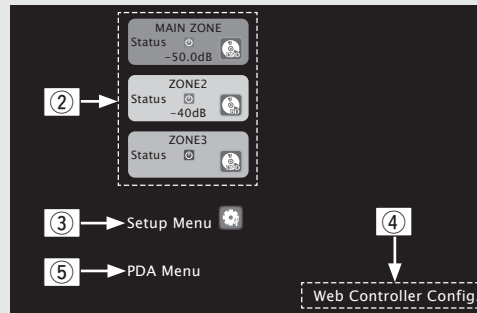 MAIN ZONE
Status
-50.0dB
② ZONE2
Status
-40dB
ZONE3
Status
③ Setup Menu
④
⑤ PDA Menu
Web Controller Config.